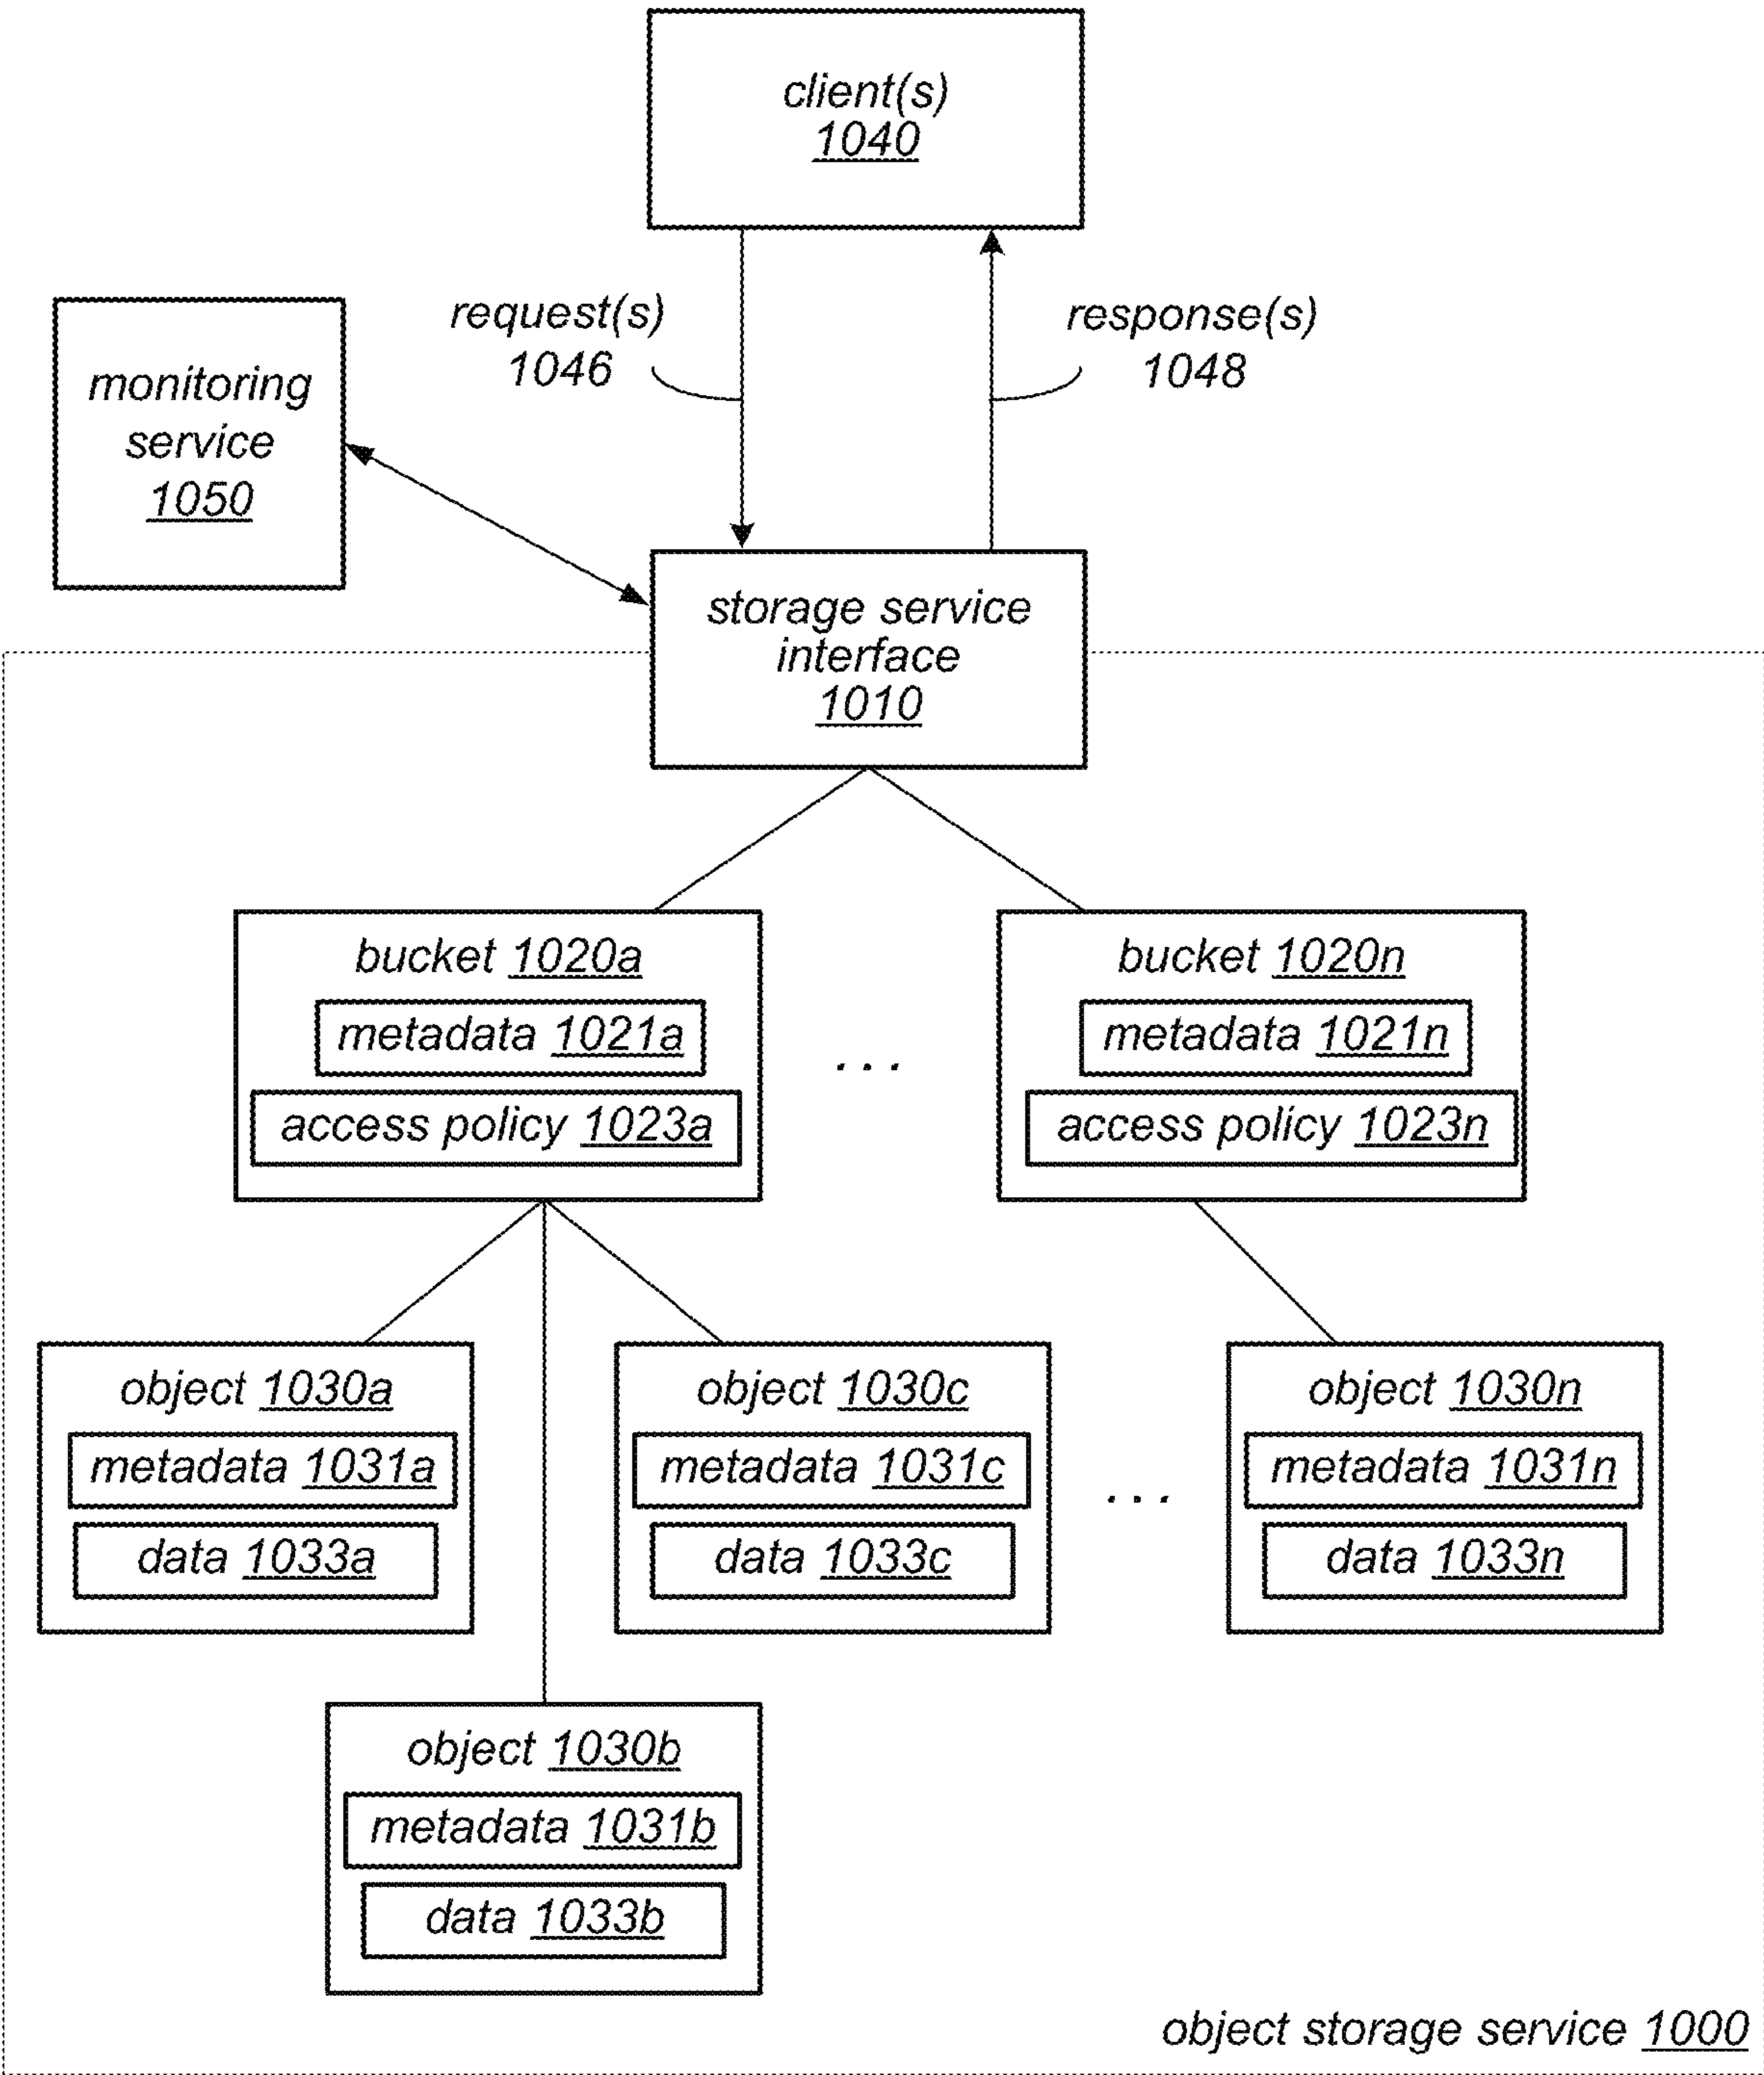 client(s)
1040
request(s)
1046
response(s)
1048
monitoring
service
1050
storage service
interface
1010
bucket 1020a
metadata 1021a
access policy 1023a
. . .
bucket 1020n
metadata 1021n
access policy 1023n
object 1030a
metadata 1031a
data 1033a
object 1030c
metadata 1031c
data 1033c
. . .
object 1030n
metadata 1031n
data 1033n
object 1030b
metadata 1031b
data 1033b
object storage service 1000